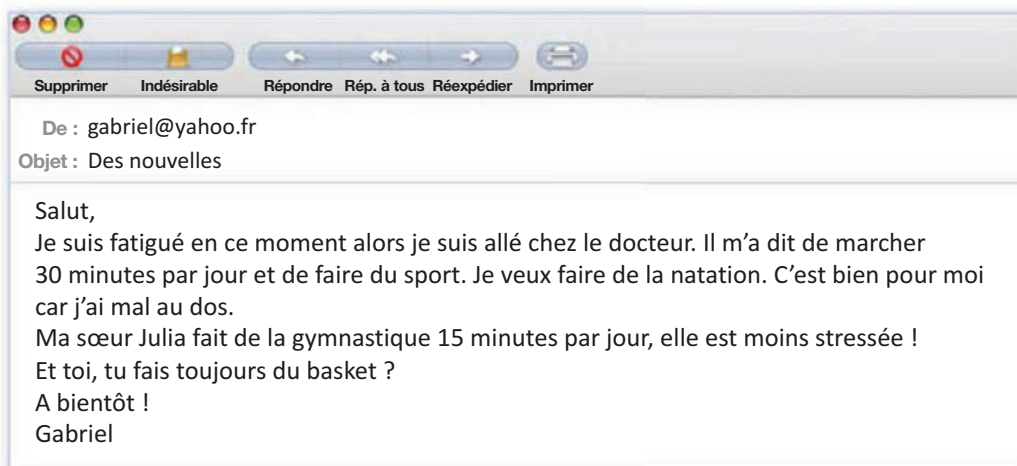 Supprimer Indésirable Répondre Rép. à tous Réexpédier Imprimer
De : gabriel@yahoo.fr
Objet : Des nouvelles
Salut,
Je suis fatigué en ce moment alors je suis allé chez le docteur. Il m’a dit de marcher
30 minutes par jour et de faire du sport. Je veux faire de la natation. C’est bien pour moi
car j’ai mal au dos.
Ma sœur Julia fait de la gymnastique 15 minutes par jour, elle est moins stressée !
Et toi, tu fais toujours du basket ?
A bientôt !
Gabriel